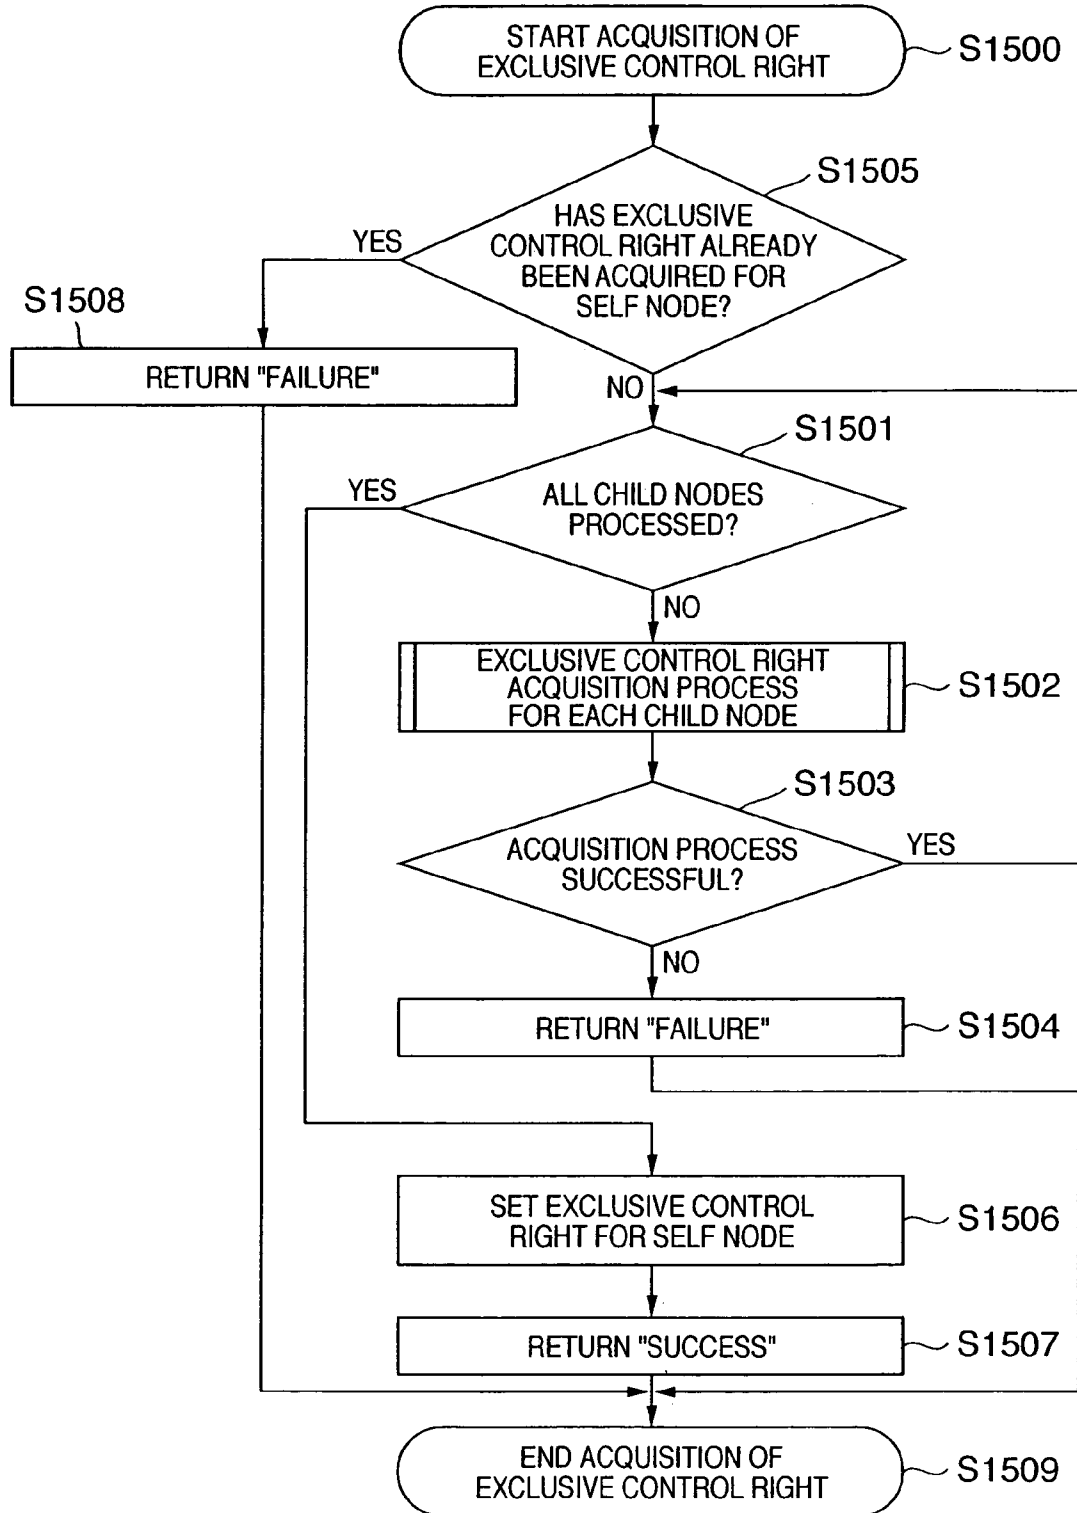 START ACQUISITION OF
EXCLUSIVE CONTROL RIGHT
S1500
S1505
HAS EXCLUSIVE
CONTROL RIGHT ALREADY
BEEN ACQUIRED FOR
SELF NODE?
YES
S1508
RETURN "FAILURE"
NO
S1501
YES
ALL CHILD NODES
PROCESSED?
NO
EXCLUSIVE CONTROL RIGHT
ACQUISITION PROCESS
FOR EACH CHILD NODE
S1502
S1503
ACQUISITION PROCESS
SUCCESSFUL?
YES
NO
RETURN "FAILURE"
S1504
SET EXCLUSIVE CONTROL
RIGHT FOR SELF NODE
S1506
RETURN "SUCCESS"
S1507
END ACQUISITION OF
EXCLUSIVE CONTROL RIGHT
S1509